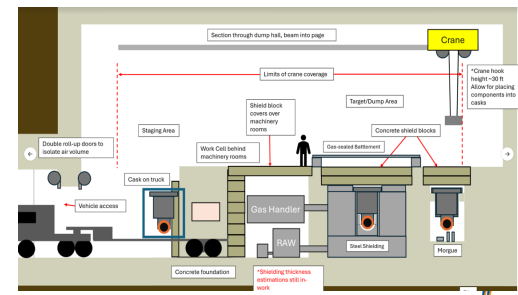 Section through dump hall, beam into page
Crane
Limits of crane coverage
*Crane hook
height ~30 ft
Allow for placing
components into
casks
Target/Dump Area
Shield block
covers over
machinery
rooms
Staging Area
Concrete shield blocks
Double roll-up doors to
isolate air volume
Work Cell behind
machinery rooms
Gas-sealed Battlement
Cask on truck
Vehicle access
Gas Handler
RAW
Steel Shielding
Morgue
Concrete foundation
*Shielding thickness
estimations still in-
work